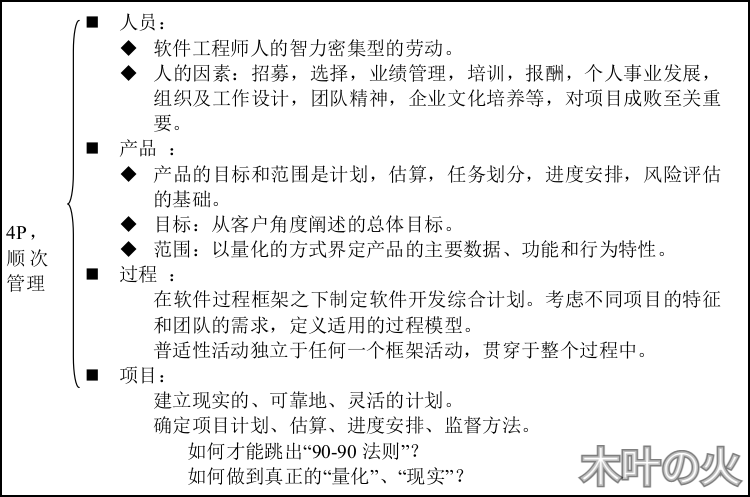 ■ 人员：
◆ 软件工程师人的智力密集型的劳动。
◆ 人的因素：招募，选择，业绩管理，培训，报酬，个人事业发展，
组织及工作设计，团队精神，企业文化培养等，对项目成败至关重
要。
■ 产品 ：
◆ 产品的目标和范围是计划，估算，任务划分，进度安排，风险评估
的基础。
◆ 目标：从客户角度阐述的总体目标。
◆ 范围：以量化的方式界定产品的主要数据、功能和行为特性。
4P，
顺次
管理
■ 过程 ：
在软件过程框架之下制定软件开发综合计划。考虑不同项目的特征
和团队的需求，定义适用的过程模型。
普适性活动独立于任何一个框架活动，贯穿于整个过程中。
■ 项目：
建立现实的、可靠地、灵活的计划。
确定项目计划、估算、进度安排、监督方法。
如何才能跳出“90-90 法则”？
如何做到真正的“量化”、“现实”？
木叶の火